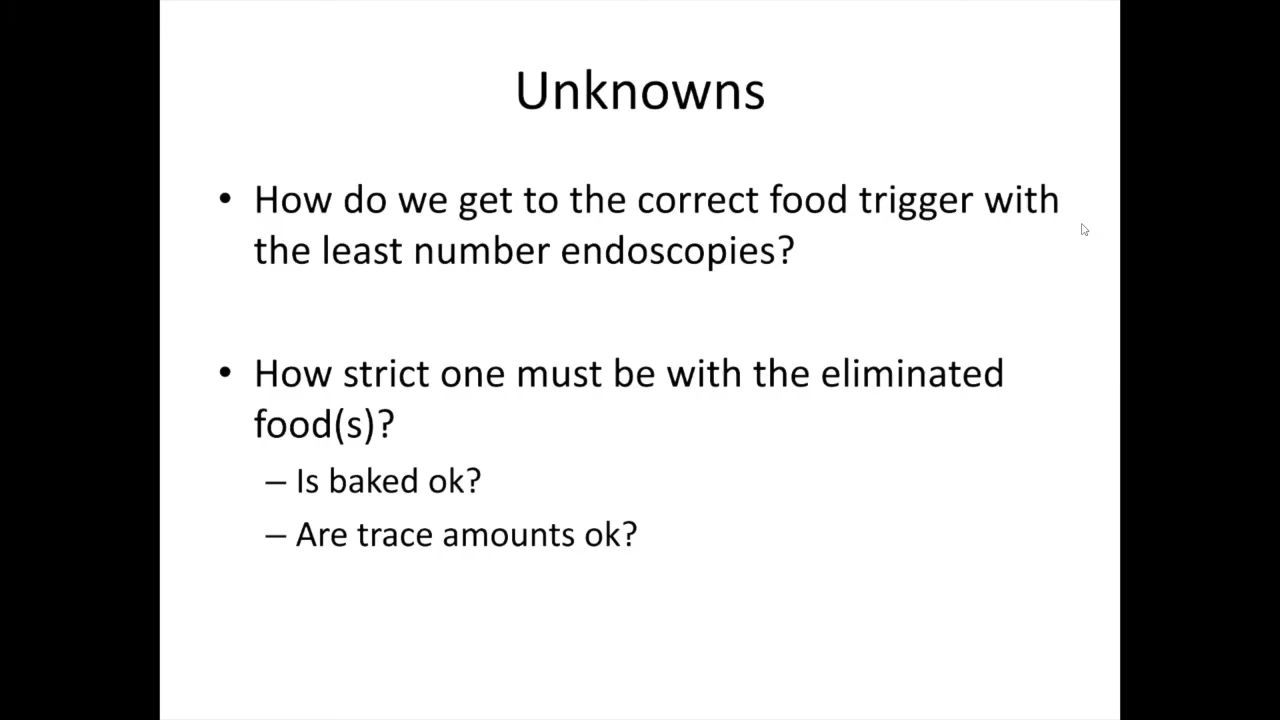 Unknowns
• How do we get to the correct food trigger with
the least number endoscopies?
• How strict one must be with the eliminated
food(s)?
– Is baked ok?
– Are trace amounts ok?